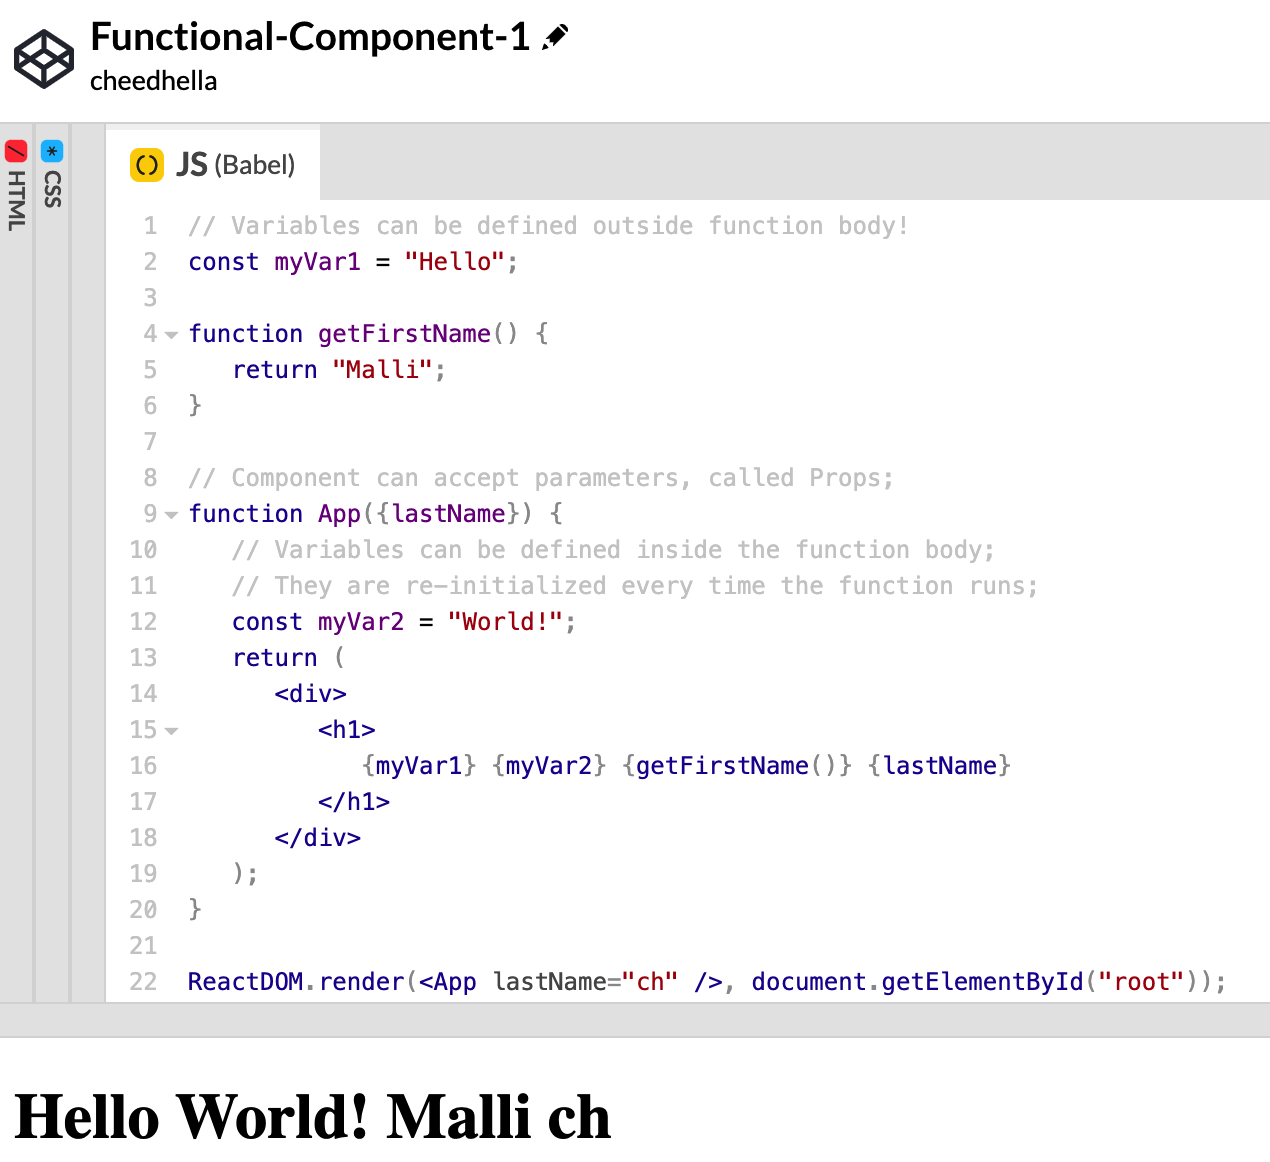 Functional-Component-1
cheedhella
HTML
CSS
JS (Babel)
1 // Variables can be defined outside function body!
2 const myVar1 = "Hello";
3
4 function getFirstName() {
5    return "Malli";
6 }
7
8 // Component can accept parameters, called Props;
9 function App({lastName}) {
10    // Variables can be defined inside the function body;
11    // They are re-initialized every time the function runs;
12    const myVar2 = "World!";
13    return (
14       <div>
15          <h1>
16             {myVar1} {myVar2} {getFirstName()} {lastName}
17          </h1>
18       </div>
19    );
20 }
21
22 ReactDOM.render(<App lastName="ch" />, document.getElementById("root"));
Hello World! Malli ch